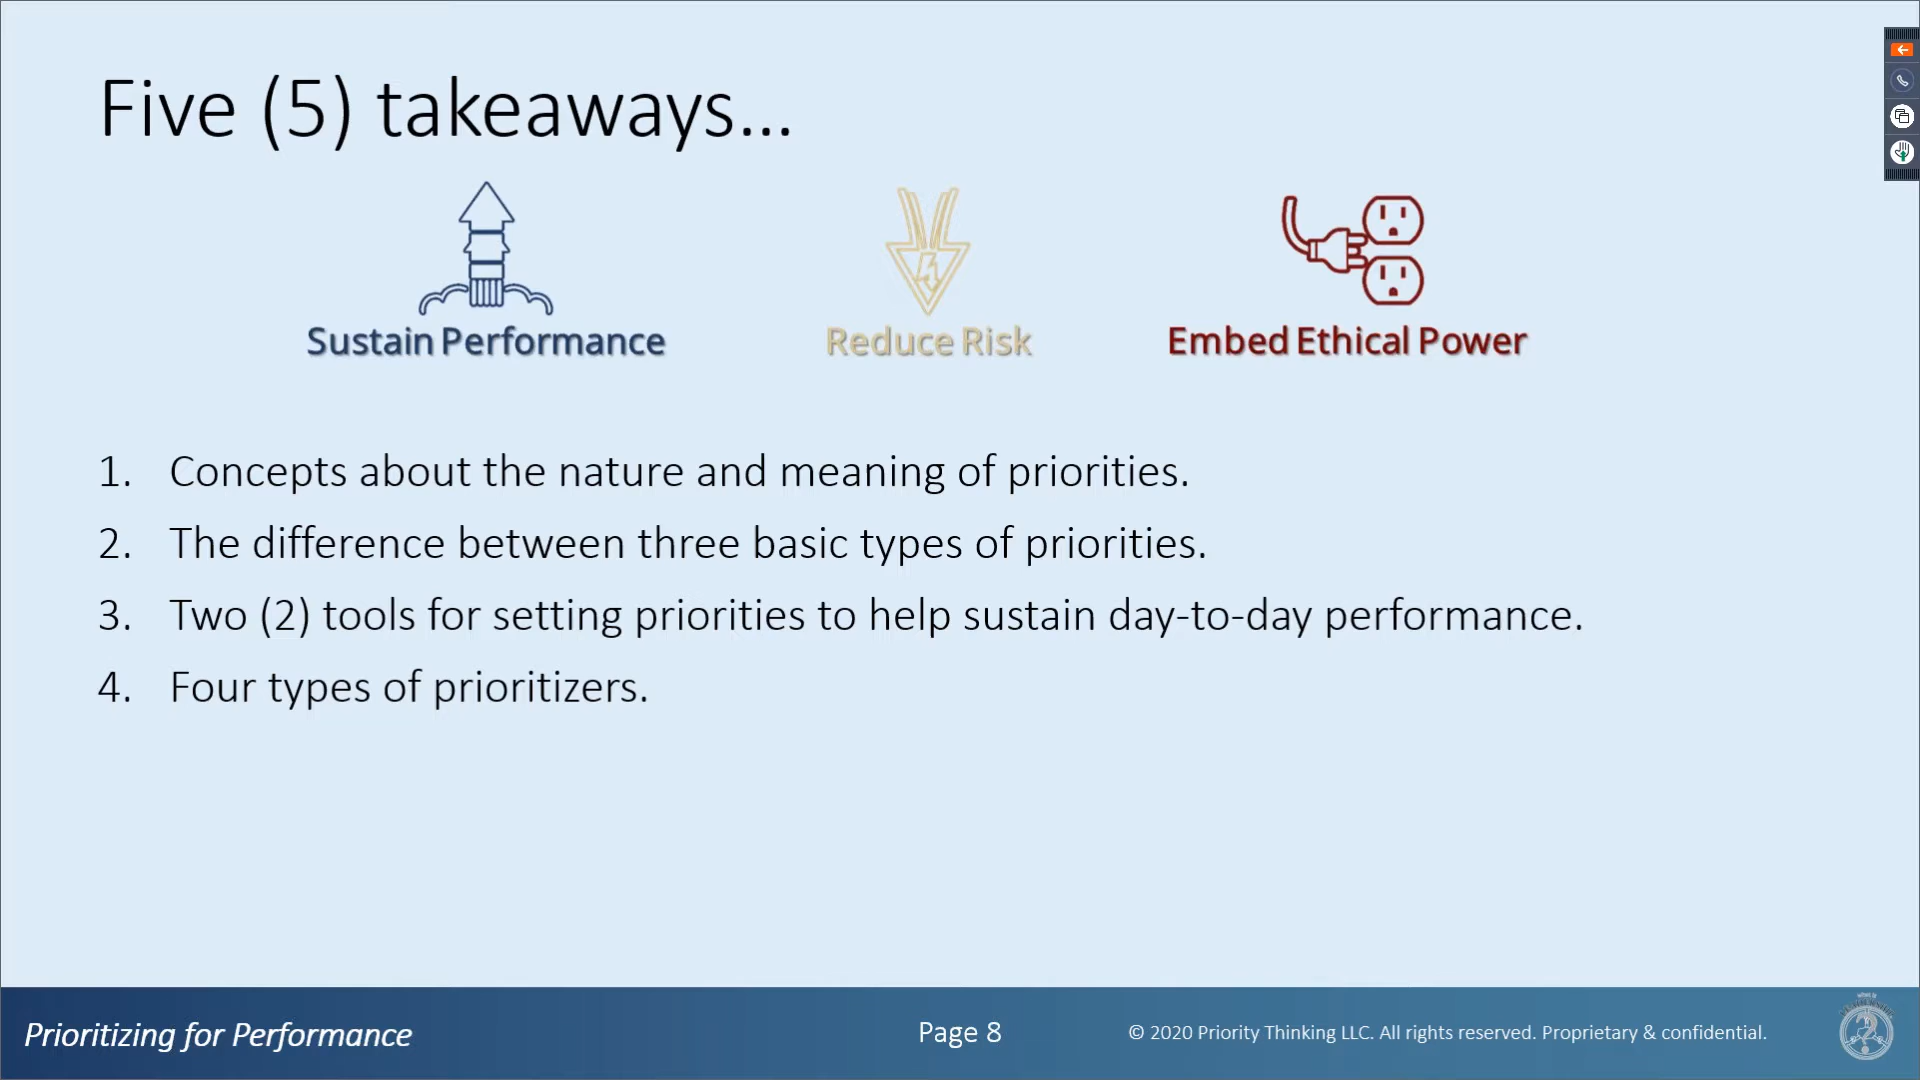 Five (5) takeaways...
Sustain Performance
Reduce Risk
Embed Ethical Power
1. Concepts about the nature and meaning of priorities.
2. The difference between three basic types of priorities.
3. Two (2) tools for setting priorities to help sustain day-to-day performance.
4. Four types of prioritizers.
Prioritizing for Performance
Page 8
© 2020 Priority Thinking LLC. All rights reserved. Proprietary & confidential.